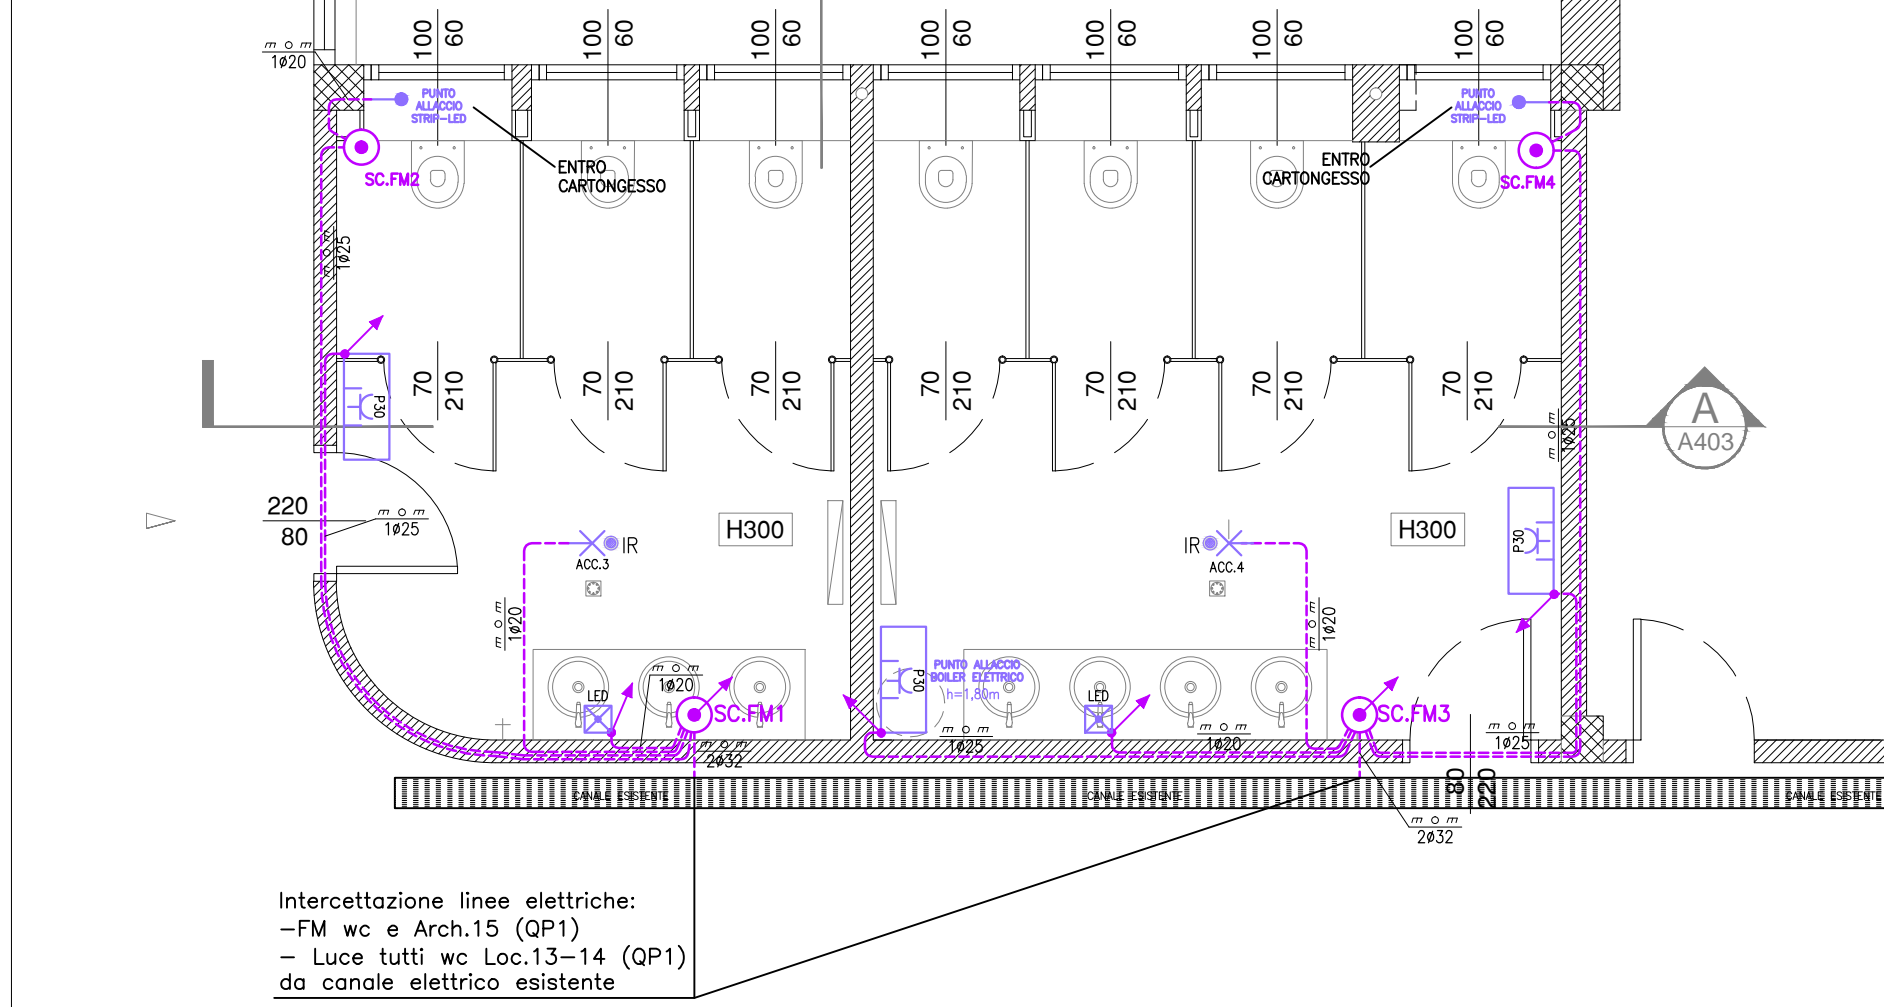 100 60
100 60
100 60
100 60
100 60
100 60
100 60
1ø20
PUNTO
ALLACCIO
STRIP-LED
PUNTO
ALLACCIO
STRIP-LED
SC.FM2
ENTRO
CARTONGESSO
ENTRO
CARTONGESSO
SC.FM4
1ø25
70 210
70 210
70 210
70 210
70 210
70 210
70 210
P30
A
A403
1ø25
220
80
1ø25
IR
ACC.3
H300
IR
ACC.4
H300
P30
1ø20
1ø20
LED
1ø20
SC.FM1
2ø32
P30
PUNTO ALLACCIO
BOILER ELETTRICO
h=1,80m
1ø25
LED
1ø20
SC.FM3
1ø25
80
220
CANALE ESISTENTE
CANALE ESISTENTE
CANALE ESISTENTE
2ø32
Intercettazione linee elettriche:
-FM wc e Arch.15 (QP1)
- Luce tutti wc Loc.13-14 (QP1)
da canale elettrico esistente